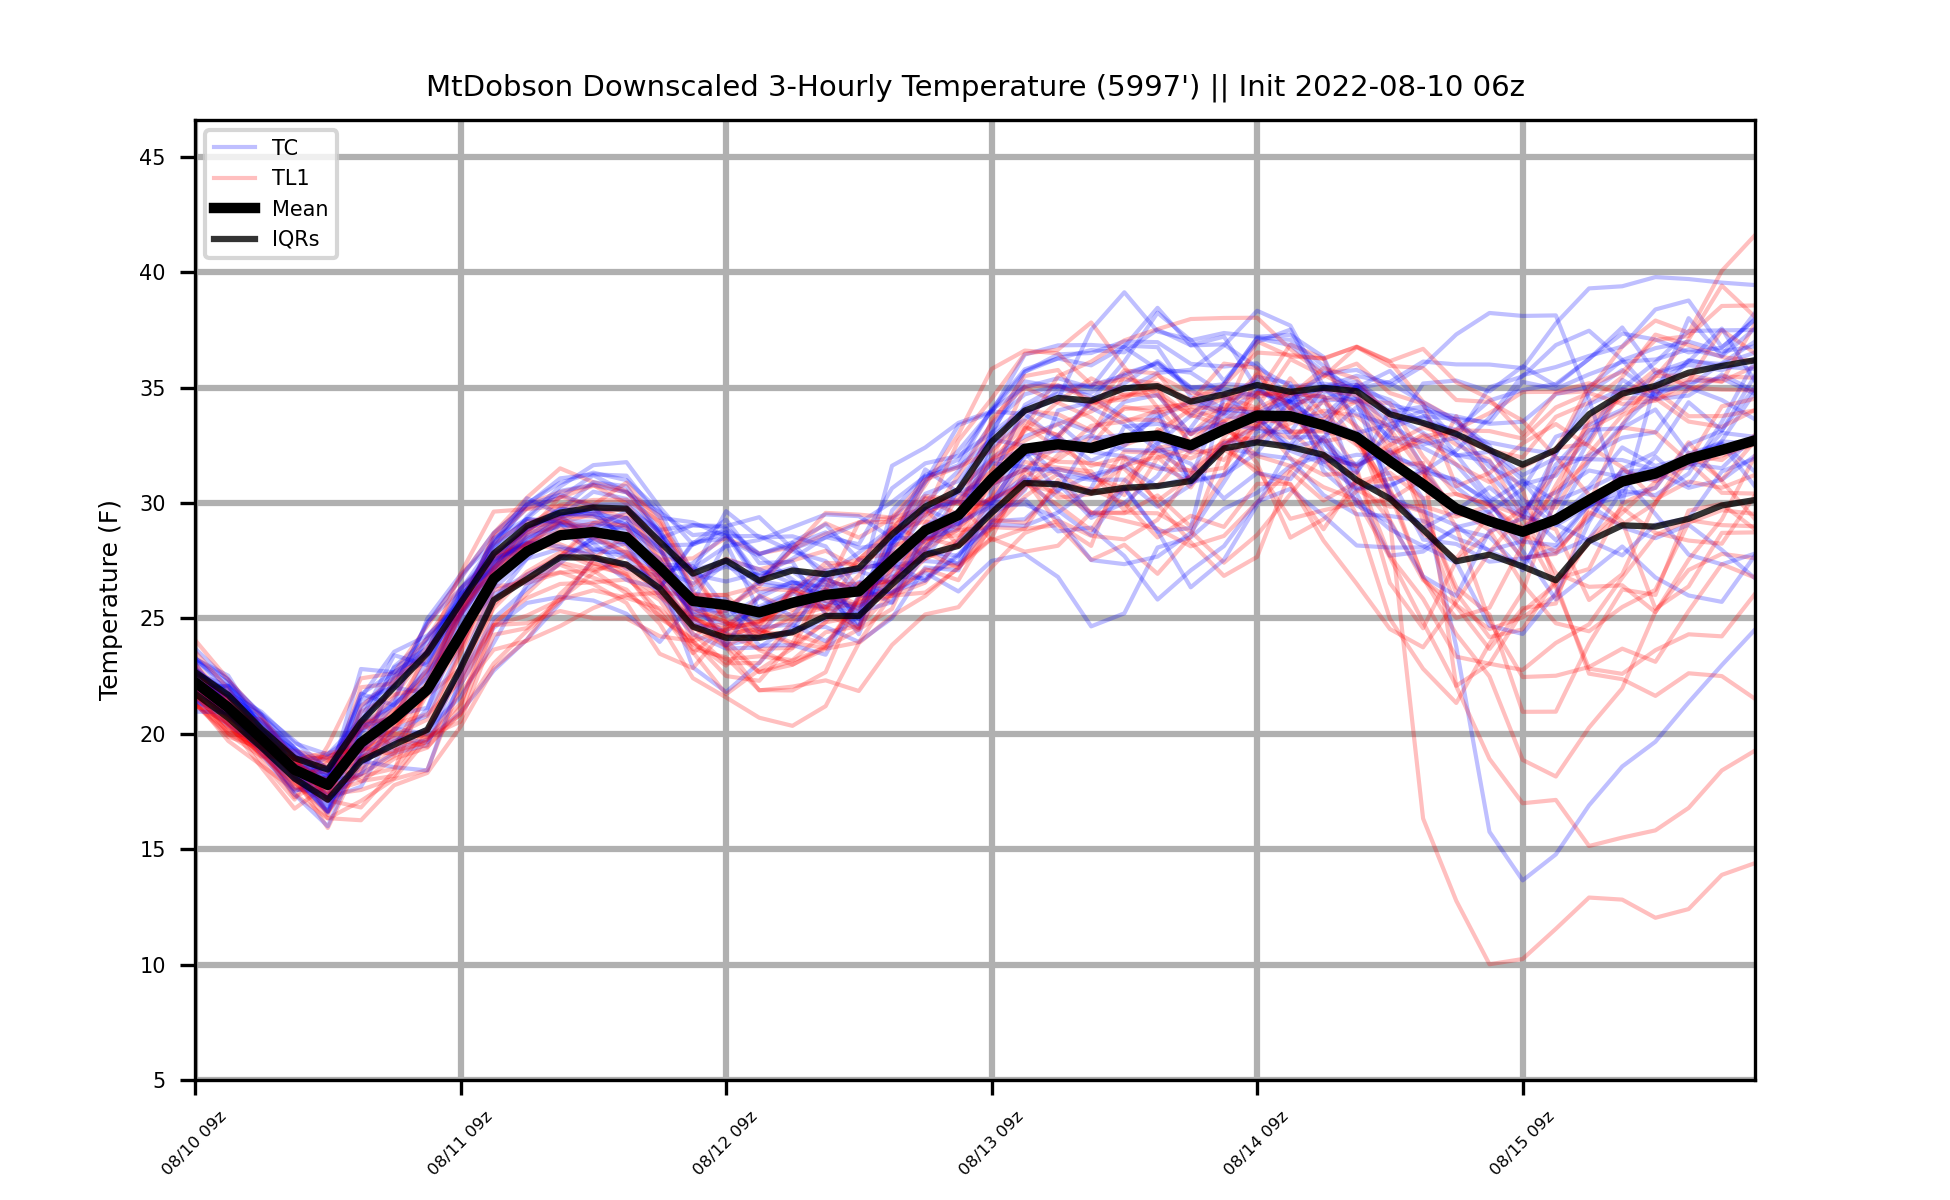 MtDobson Downscaled 3-Hourly Temperature (5997') || Init 2022-08-10 06z
TC
TL1
Mean
IQRs
Temperature (F)
45
40
35
30
25
20
15
10
5
08/10 09z
08/11 09z
08/12 09z
08/13 09z
08/14 09z
08/15 09z